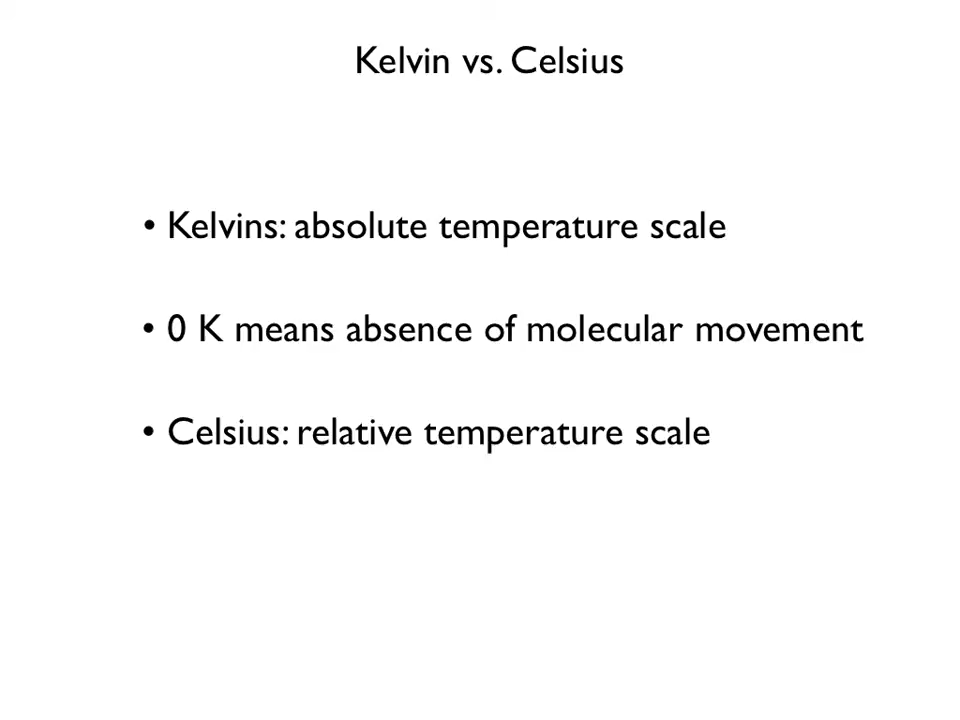 Kelvin vs. Celsius
• Kelvins: absolute temperature scale
• 0 K means absence of molecular movement
• Celsius: relative temperature scale